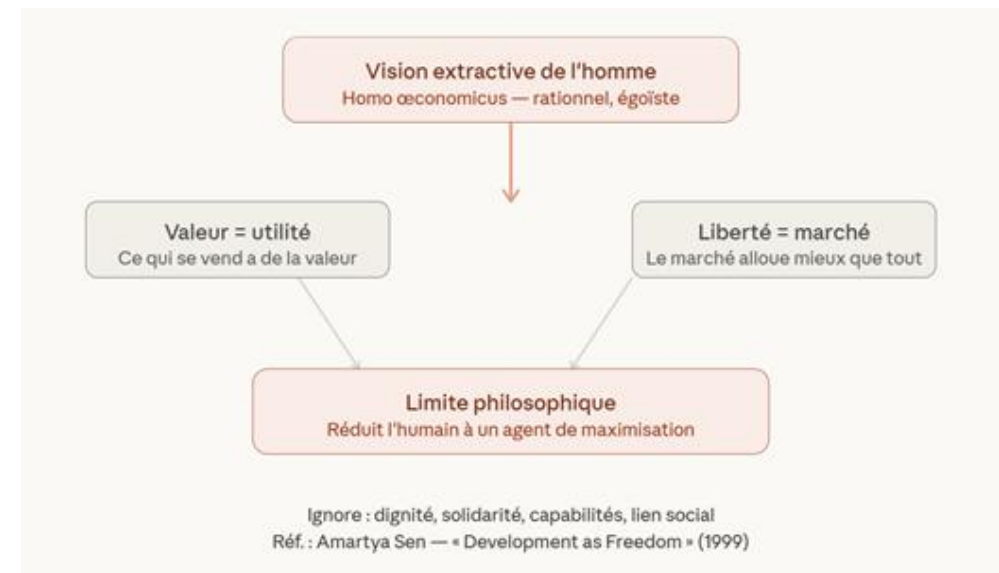 Vision extractive de l'homme
Homo œconomicus — rationnel, égoïste
Valeur = utilité
Ce qui se vend a de la valeur
Liberté = marché
Le marché alloue mieux que tout
Limite philosophique
Réduit l'humain à un agent de maximisation
Ignore : dignité, solidarité, capabilités, lien social
Réf. : Amartya Sen — « Development as Freedom » (1999)